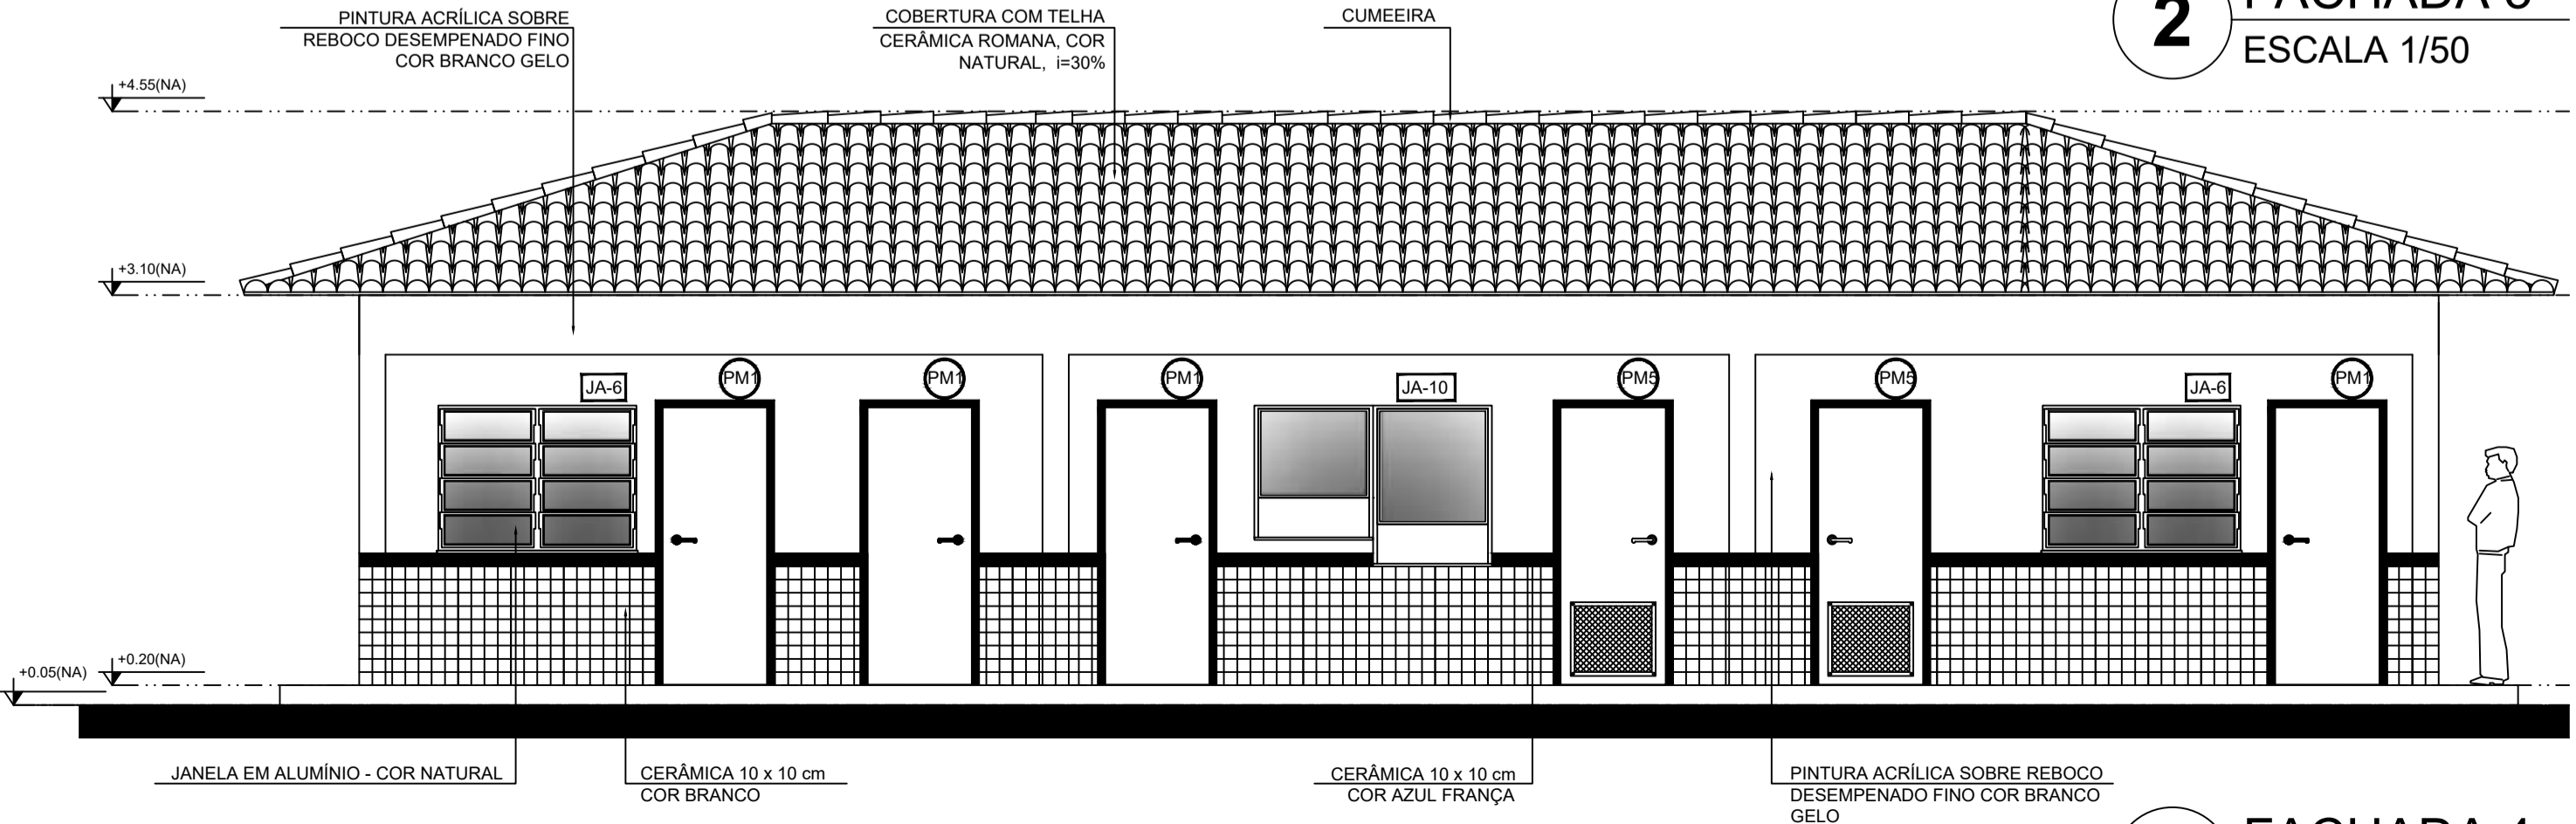 PINTURA ACRÍLICA SOBRE
REBOCO DESEMPENADO FINO
COR BRANCO GELO
COBERTURA COM TELHA
CERÂMICA ROMANA, COR
NATURAL, i=30%
CUMEEIRA
2
ESCALA 1/50
+4.55(NA)
+3.10(NA)
JA-6
PM1
PM1
PM1
JA-10
PM5
PM5
JA-6
PM1
+0.20(NA)
+0.05(NA)
JANELA EM ALUMÍNIO - COR NATURAL
CERÂMICA 10 x 10 cm
COR BRANCO
CERÂMICA 10 x 10 cm
COR AZUL FRANÇA
PINTURA ACRÍLICA SOBRE REBOCO
DESEMPENADO FINO COR BRANCO
GELO